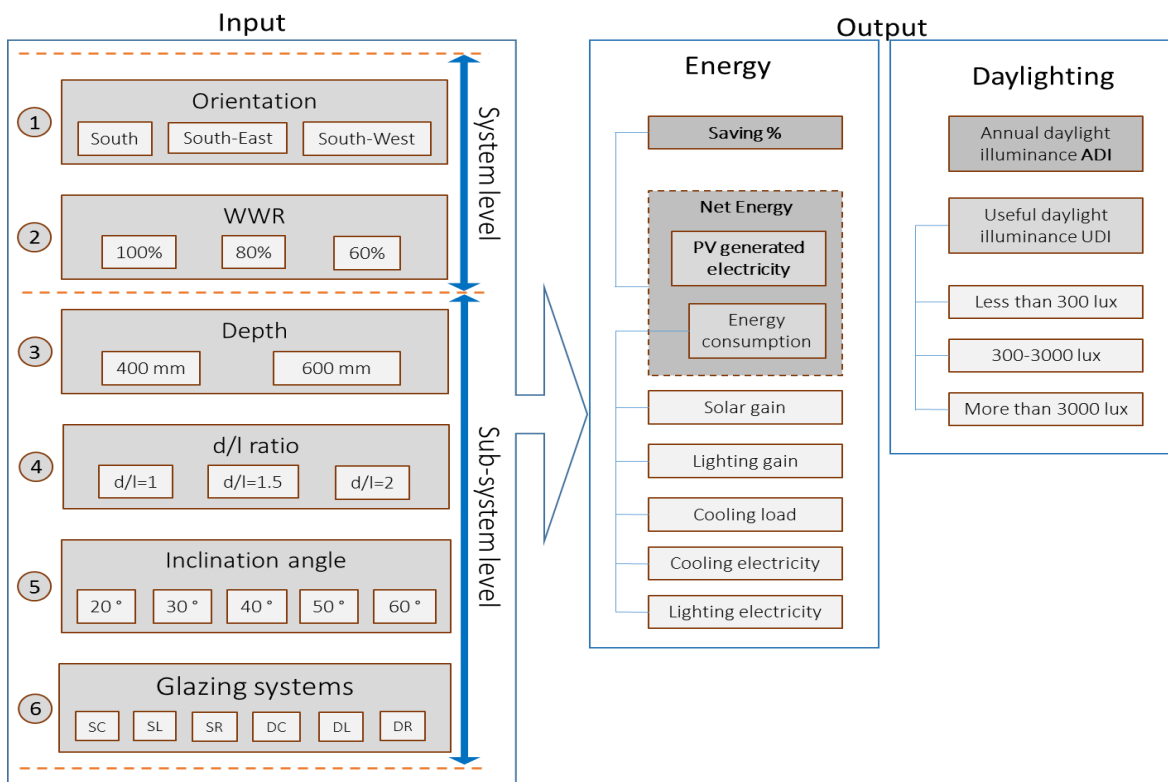 Input
1
Orientation
South
South-East
South-West
2
WWR
100%
80%
60%
System level
3
Depth
400 mm
600 mm
4
d/l ratio
d/l=1
d/l=1.5
d/l=2
5
Inclination angle
20 °
30 °
40 °
50 °
60 °
6
Glazing systems
SC
SL
SR
DC
DL
DR
Sub-system level
Output
Energy
Saving %
Net Energy
PV generated
electricity
Energy
consumption
Solar gain
Lighting gain
Cooling load
Cooling electricity
Lighting electricity
Daylighting
Annual daylight
illuminance ADI
Useful daylight
illuminance UDI
Less than 300 lux
300-3000 lux
More than 3000 lux